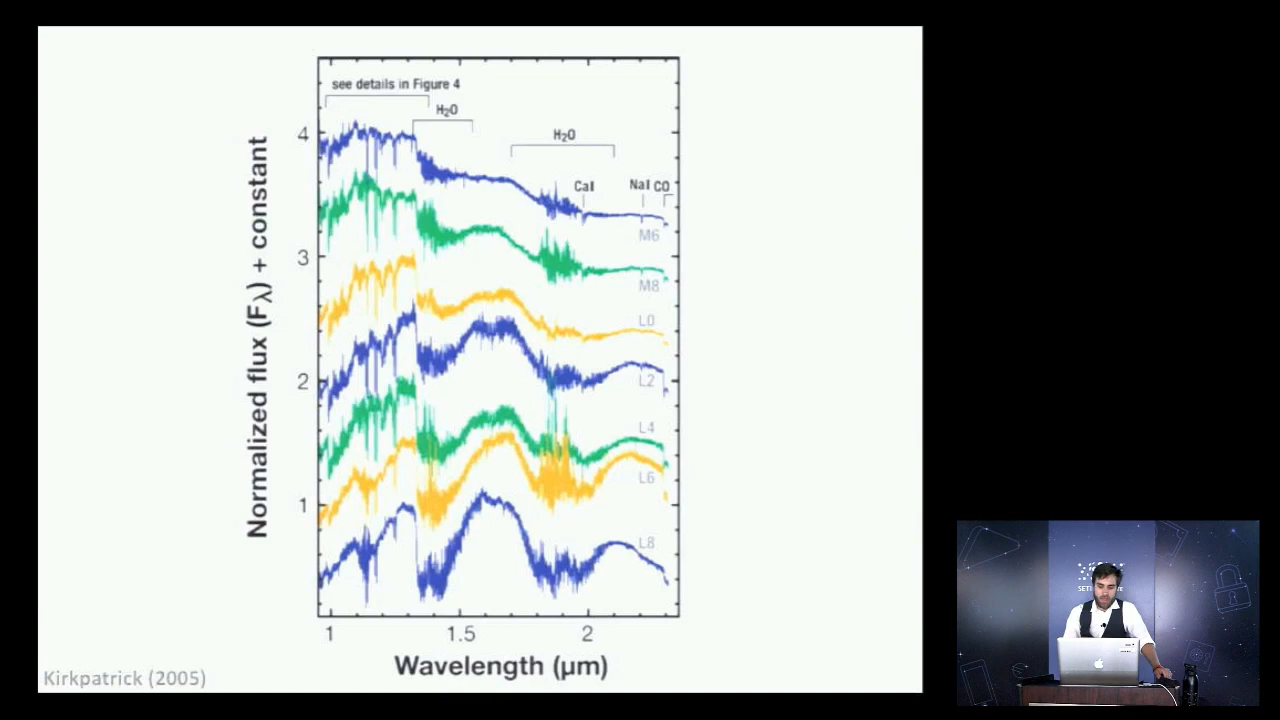 see details in Figure 4
H₂O
H₂O
CaI
NaI CO
4
3
2
1
M6
M8
L0
L2
L4
L6
L8
1
1.5
2
Normalized flux (Fλ) + constant
Wavelength (μm)
Kirkpatrick (2005)